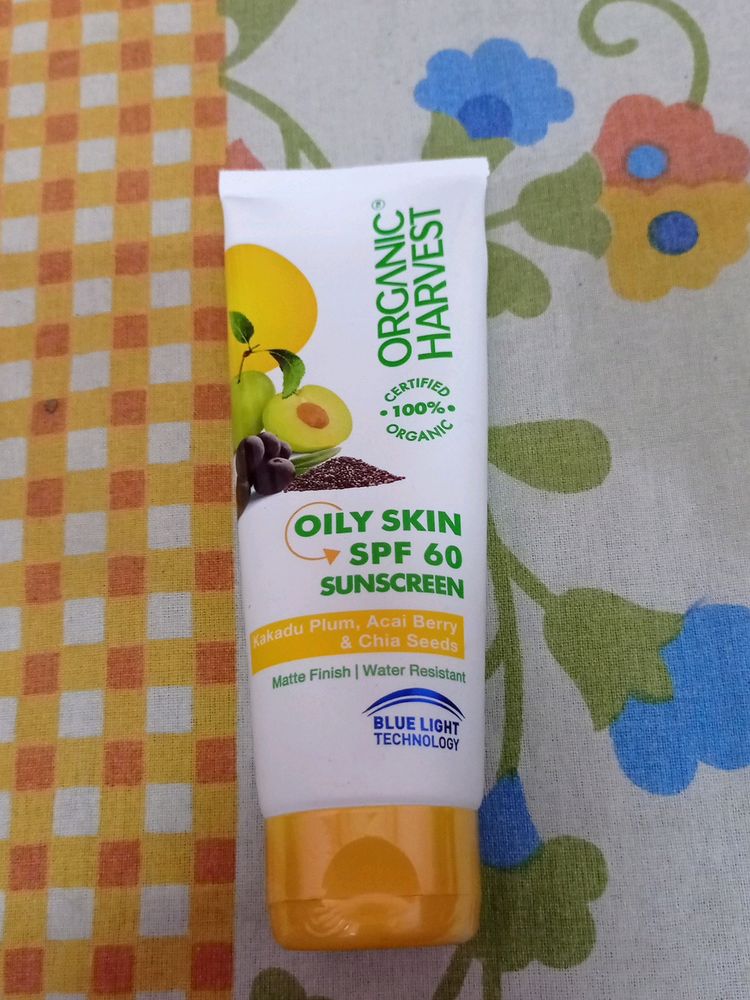 ORGANIC®
HARVEST
CERTIFIED
• 100% •
ORGANIC
OILY SKIN
SPF 60
SUNSCREEN
Kakadu Plum, Acai Berry
& Chia Seeds
Matte Finish | Water Resistant
BLUE LIGHT
TECHNOLOGY